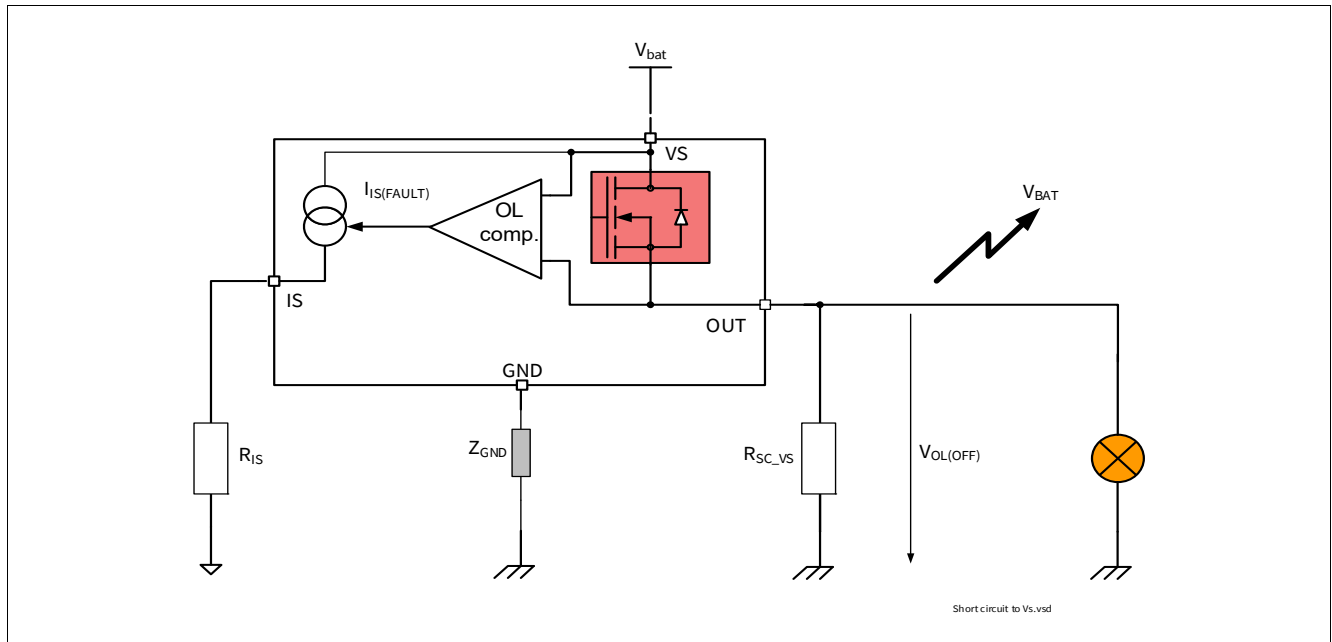 Vbat
VS
IIS(FAULT)
OL
comp.
VBAT
IS
OUT
GND
RIS
ZGND
RSC_VS
VOL(OFF)
Short circuit to Vs.vsd